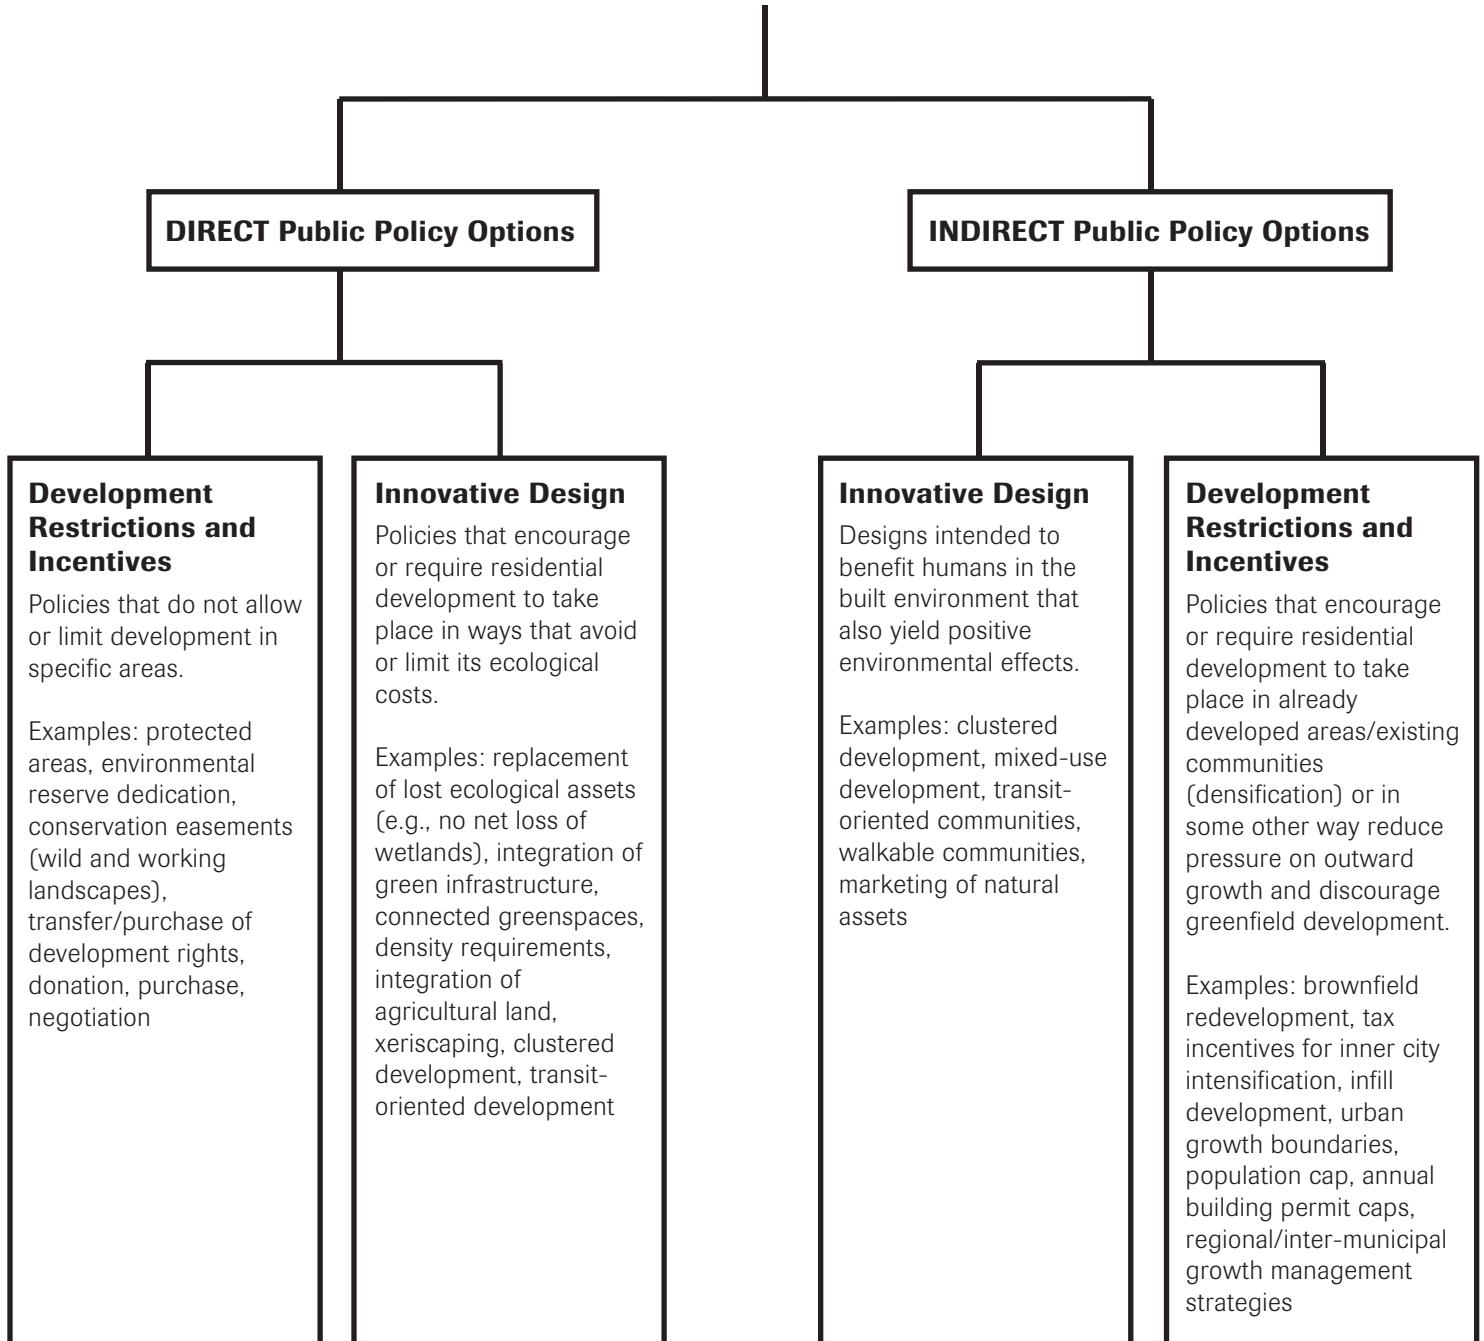 DIRECT Public Policy Options
INDIRECT Public Policy Options
Development
Restrictions and
Incentives
Policies that do not allow
or limit development in
specific areas.
Examples: protected
areas, environmental
reserve dedication,
conservation easements
(wild and working
landscapes),
transfer/purchase of
development rights,
donation, purchase,
negotiation
Innovative Design
Policies that encourage
or require residential
development to take
place in ways that avoid
or limit its ecological
costs.
Examples: replacement
of lost ecological assets
(e.g., no net loss of
wetlands), integration of
green infrastructure,
connected greenspaces,
density requirements,
integration of
agricultural land,
xeriscaping, clustered
development, transit-
oriented development
Innovative Design
Designs intended to
benefit humans in the
built environment that
also yield positive
environmental effects.
Examples: clustered
development, mixed-use
development, transit-
oriented communities,
walkable communities,
marketing of natural
assets
Development
Restrictions and
Incentives
Policies that encourage
or require residential
development to take
place in already
developed areas/existing
communities
(densification) or in
some other way reduce
pressure on outward
growth and discourage
greenfield development.
Examples: brownfield
redevelopment, tax
incentives for inner city
intensification, infill
development, urban
growth boundaries,
population cap, annual
building permit caps,
regional/inter-municipal
growth management
strategies